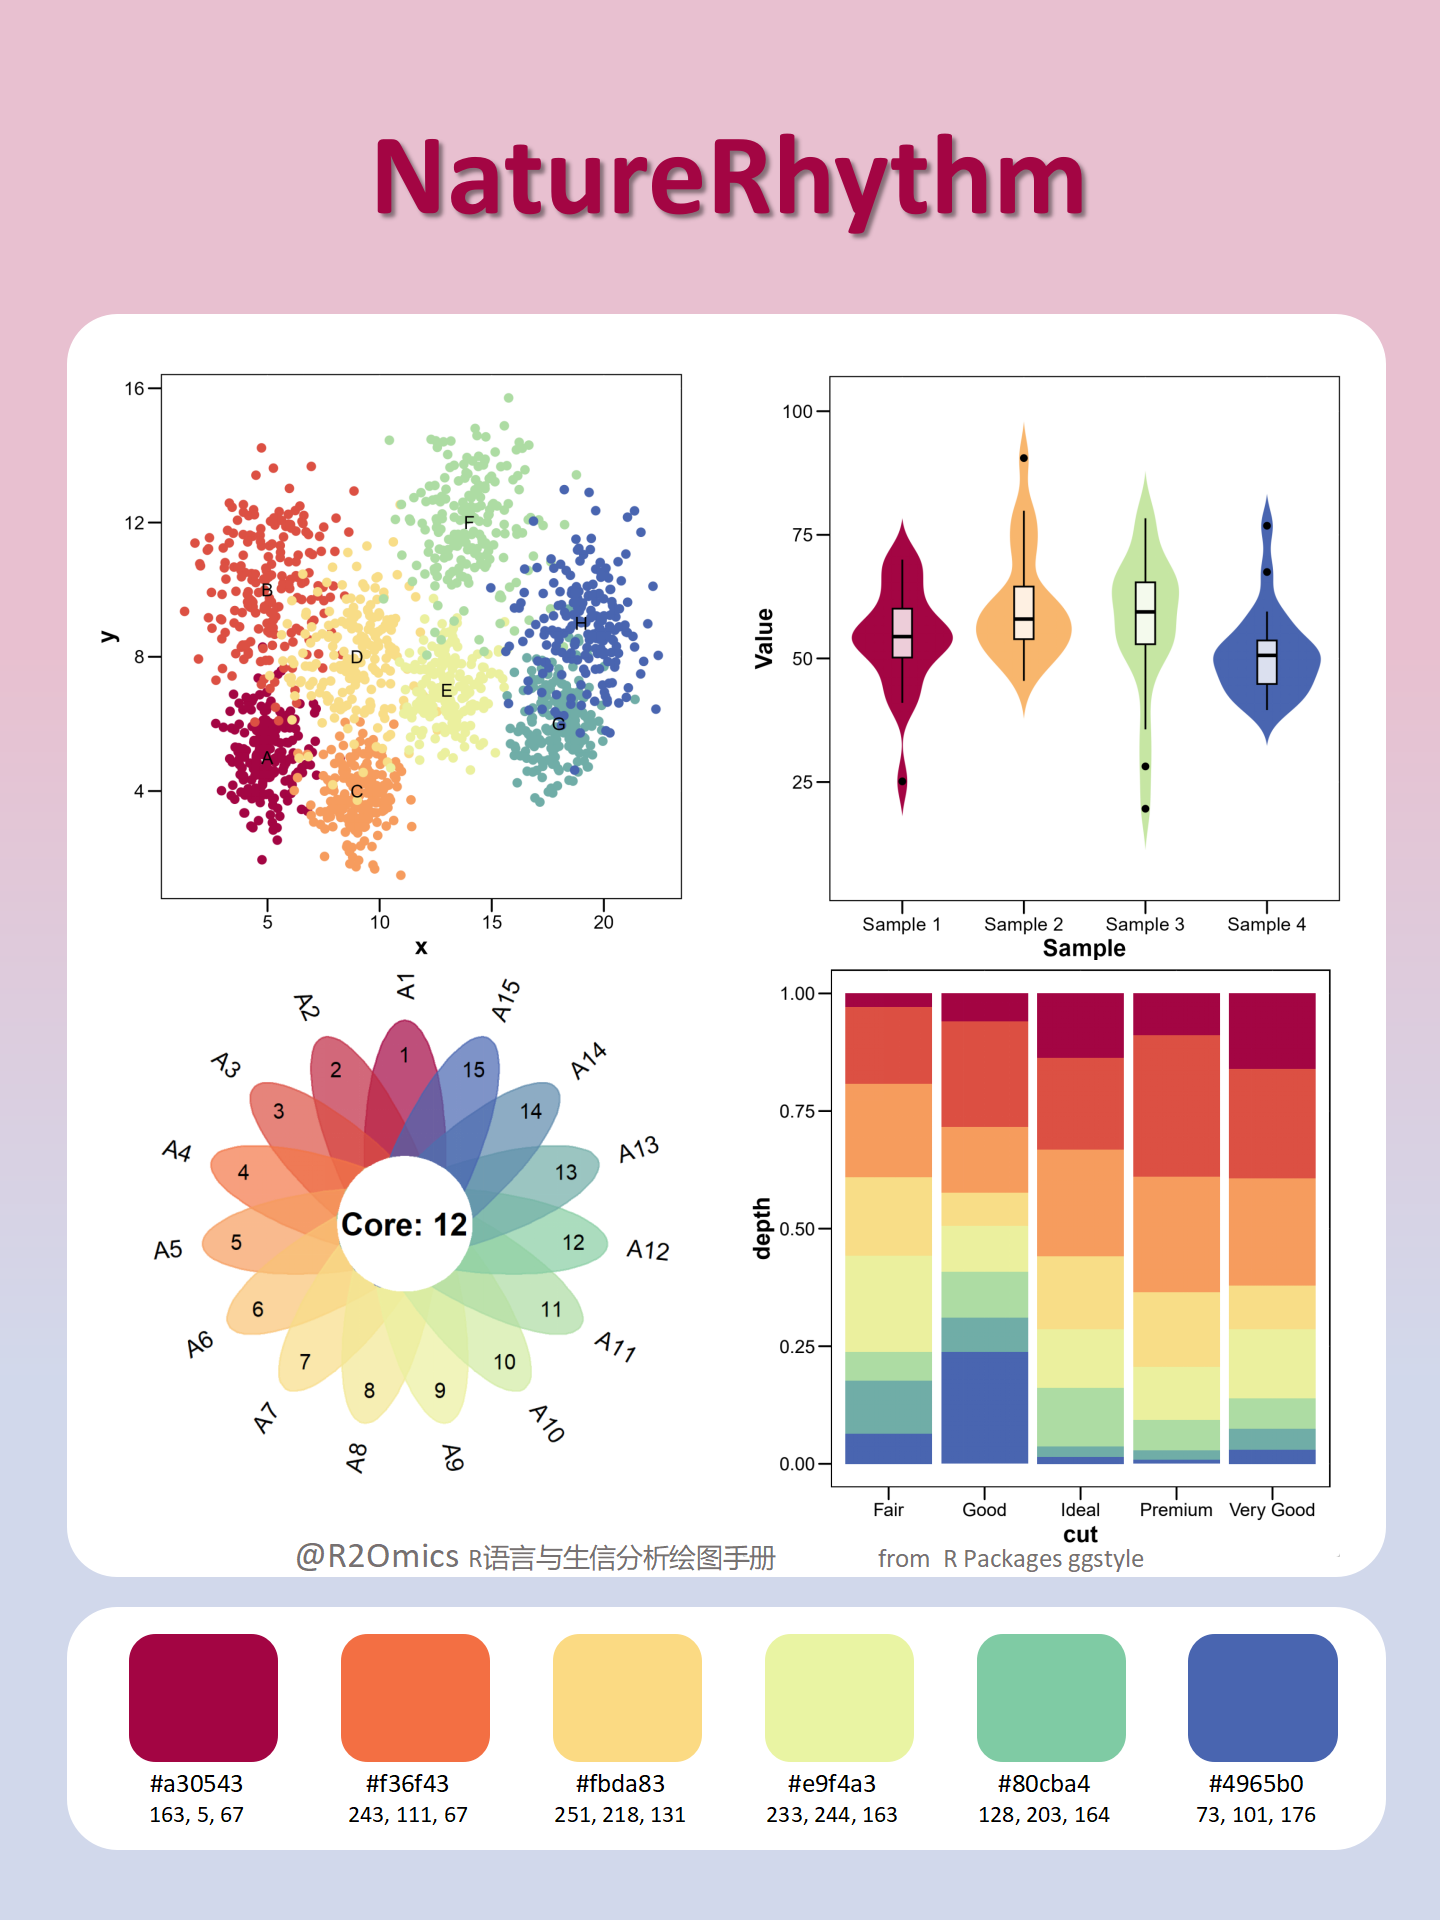 NatureRhythm
16
12
8
4
y
B
F
D
H
E
G
A
C
5 10 15 20
x
100
75
50
25
Value
Sample 1 Sample 2 Sample 3 Sample 4
Sample
A1
A2
A3
A4
A5
A6
A7
A8
A9
A10
A11
A12
A13
A14
A15
1
2
3
4
5
6
7
8
9
10
11
12
13
14
15
Core: 12
1.00
0.75
0.50
0.25
0.00
depth
Fair Good Ideal Premium Very Good
cut
@R2Omics R语言与生信分析绘图手册
from R Packages ggstyle
#a30543 #f36f43 #fbda83 #e9f4a3 #80cba4 #4965b0
163, 5, 67 243, 111, 67 251, 218, 131 233, 244, 163 128, 203, 164 73, 101, 176